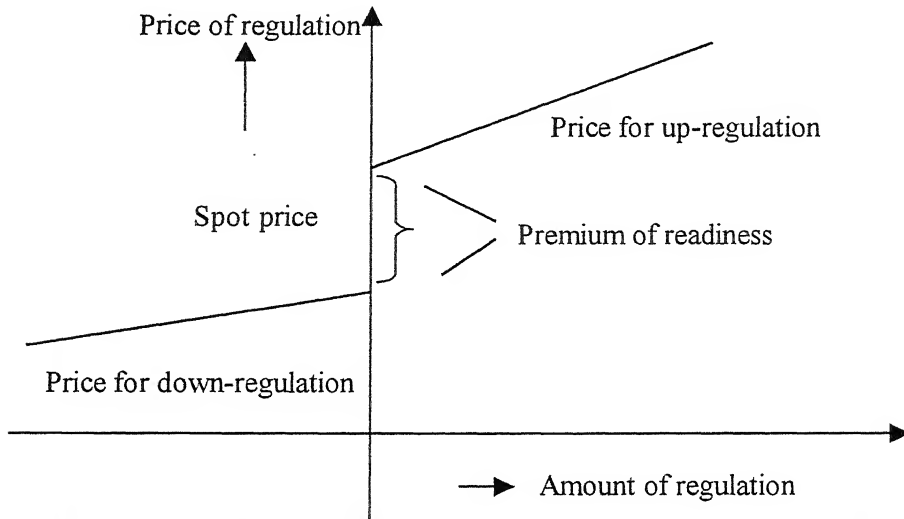 Price of regulation
Price for up-regulation
Spot price
Premium of readiness
Price for down-regulation
Amount of regulation